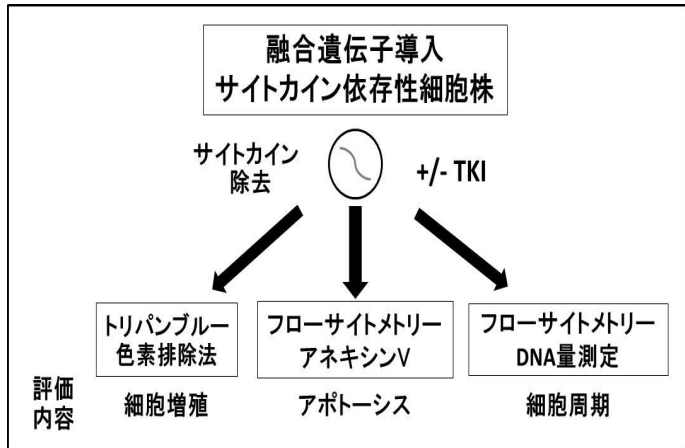 融合遺伝子導入
サイトカイン依存性細胞株
サイトカイン
除去
+/- TKI
トリパンブルー
色素排除法
フローサイトメトリー
アネキシンV
フローサイトメトリー
DNA量測定
評価
内容
細胞増殖
アポトーシス
細胞周期